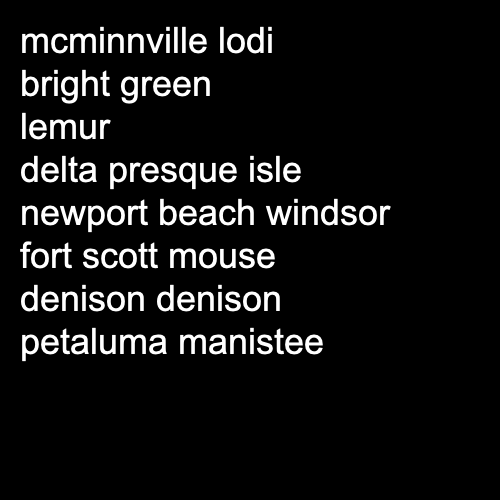 mcminnville lodi
bright green
lemur
delta presque isle
newport beach windsor
fort scott mouse
denison denison
petaluma manistee